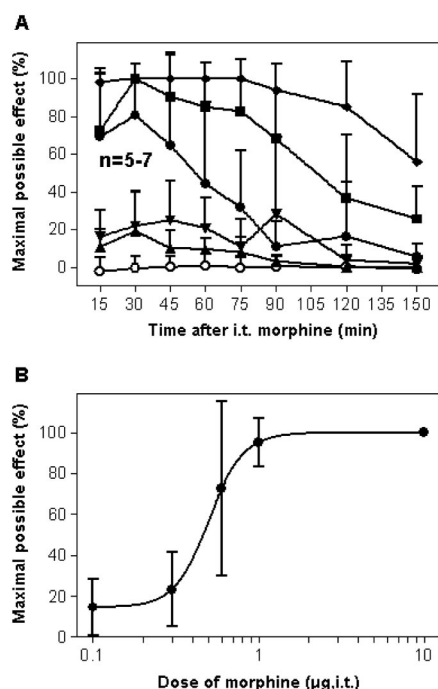 A
Maximal possible effect (%)
100
80
60
40
20
0
n=5-7
15 30 45 60 75 90 105 120 135 150
Time after i.t. morphine (min)
B
Maximal possible effect (%)
100
80
60
40
20
0
0.1 1 10
Dose of morphine (µg,i.t.)